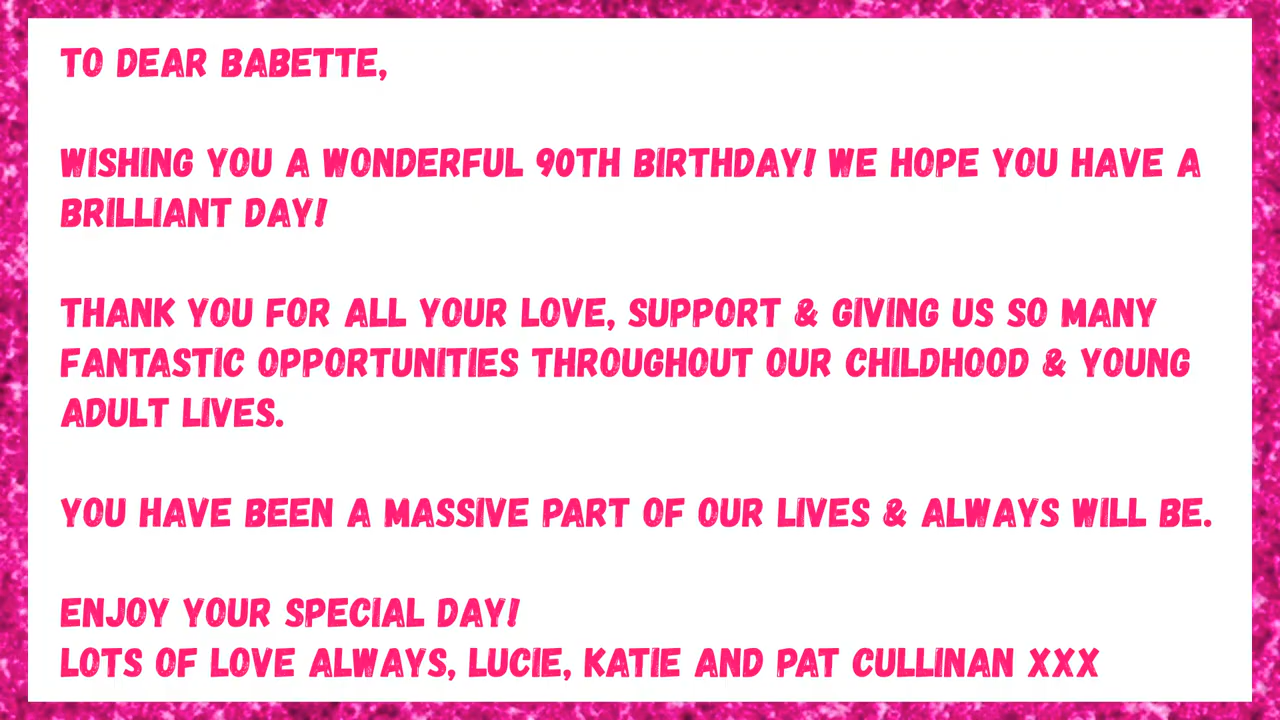 TO DEAR BABETTE,
WISHING YOU A WONDERFUL 90TH BIRTHDAY! WE HOPE YOU HAVE A
BRILLIANT DAY!
THANK YOU FOR ALL YOUR LOVE, SUPPORT & GIVING US SO MANY
FANTASTIC OPPORTUNITIES THROUGHOUT OUR CHILDHOOD & YOUNG
ADULT LIVES.
YOU HAVE BEEN A MASSIVE PART OF OUR LIVES & ALWAYS WILL BE.
ENJOY YOUR SPECIAL DAY!
LOTS OF LOVE ALWAYS, LUCIE, KATIE AND PAT CULLINAN XXX